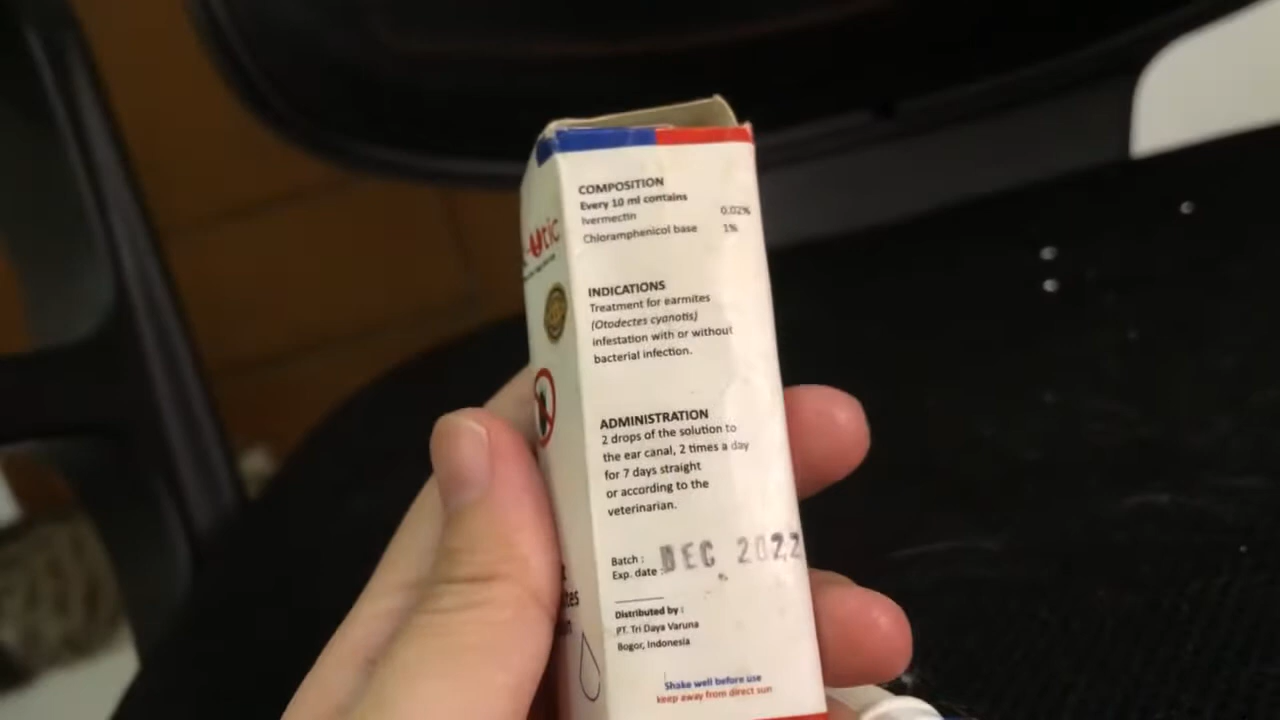 COMPOSITION
Every 10 ml contains
Ivermectin 0.02%
Chloramphenicol base 1%
INDICATIONS
Treatment for earmites
(Otodectes cyanotis)
infestation with or without
bacterial infection.
ADMINISTRATION
2 drops of the solution to
the ear canal, 2 times a day
for 7 days straight
or according to the
veterinarian.
Batch :
Exp. date : DEC 2022
Distributed by :
PT. Tri Daya Varuna
Bogor, Indonesia
Shake well before use
keep away from direct sun